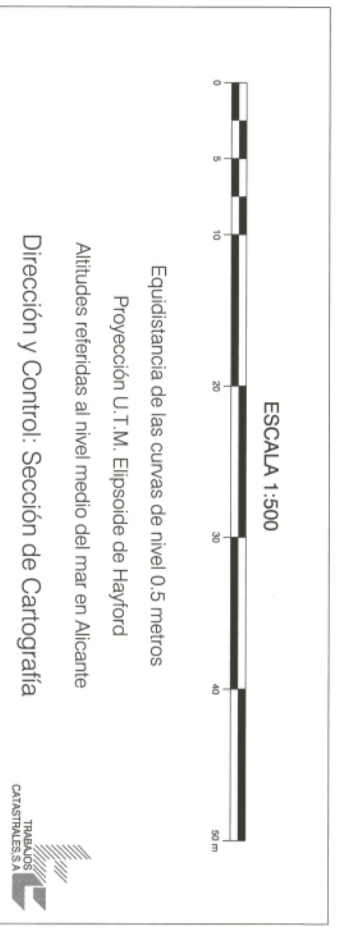 ESCALA 1:500
0 5 10 20 30 40 50 m
Equidistancia de las curvas de nivel 0.5 metros
Proyección U.T.M. Elipsoide de Hayford
Altitudes referidas al nivel medio del mar en Alicante
Dirección y Control: Sección de Cartografía
TRABAJOS
CATASTRALES,S.A